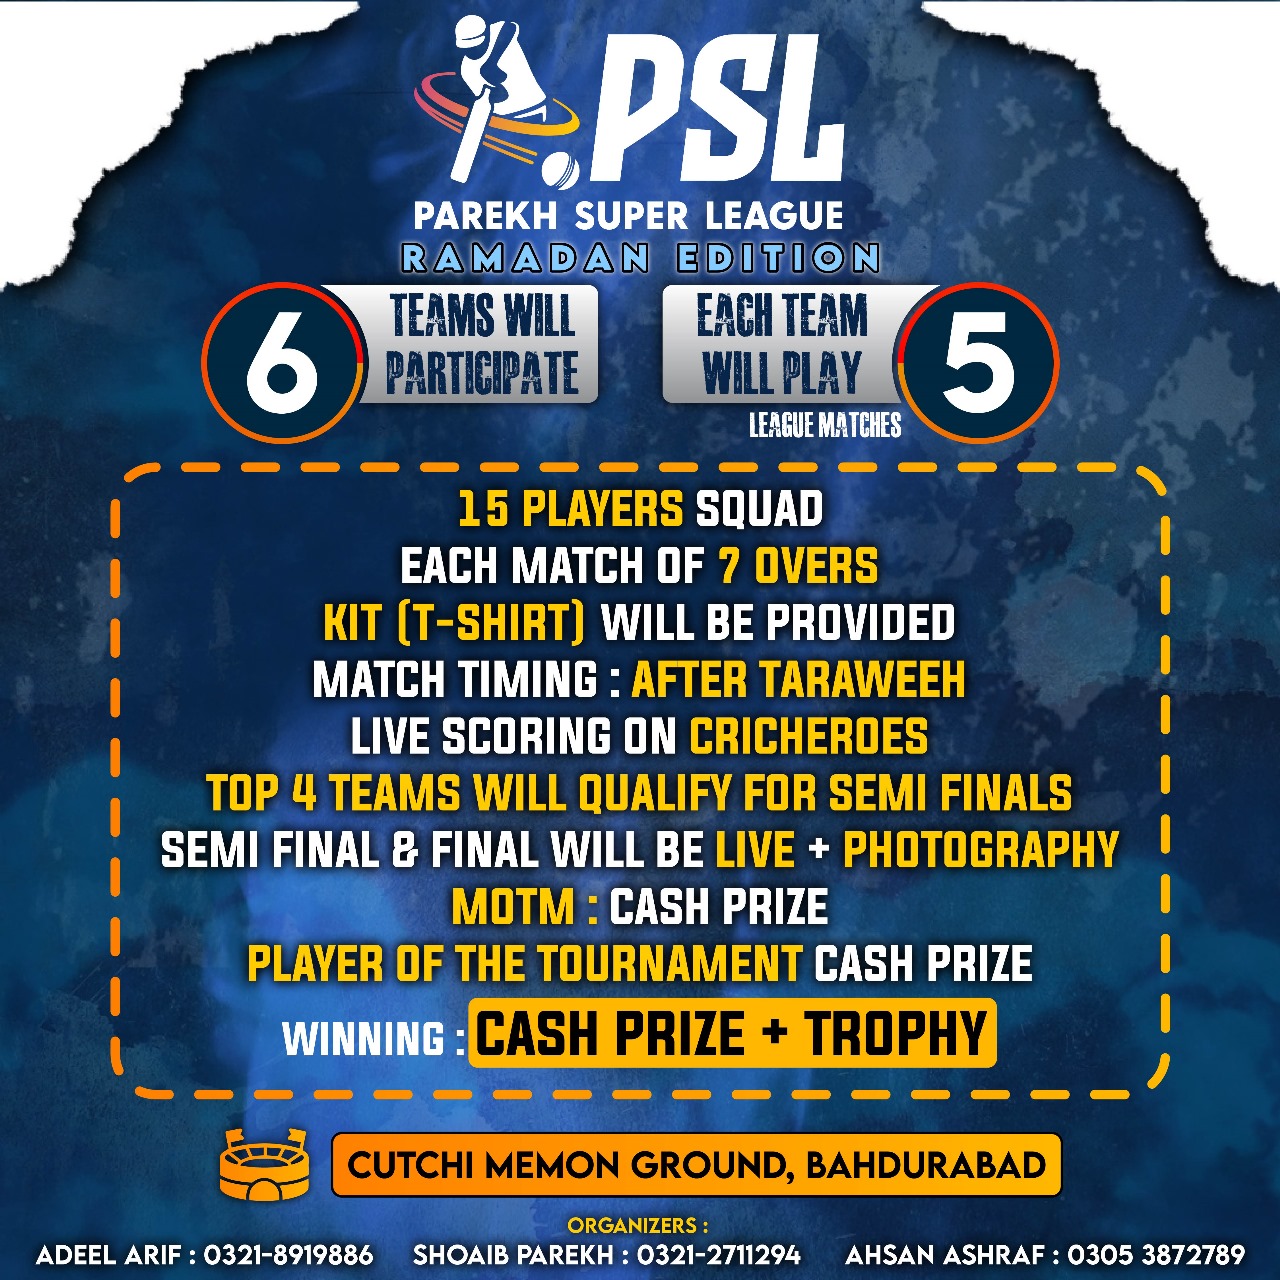 PSL
PAREKH SUPER LEAGUE
RAMADAN EDITION
6
TEAMS WILL
PARTICIPATE
EACH TEAM
WILL PLAY
5
LEAGUE MATCHES
15 PLAYERS SQUAD
EACH MATCH OF 7 OVERS
KIT (T-SHIRT) WILL BE PROVIDED
MATCH TIMING : AFTER TARAWEEH
LIVE SCORING ON CRICHEROES
TOP 4 TEAMS WILL QUALIFY FOR SEMI FINALS
SEMI FINAL & FINAL WILL BE LIVE + PHOTOGRAPHY
MOTM : CASH PRIZE
PLAYER OF THE TOURNAMENT CASH PRIZE
WINNING : CASH PRIZE + TROPHY
CUTCHI MEMON GROUND, BAHDURABAD
ORGANIZERS :
ADEEL ARIF : 0321-8919886 SHOAIB PAREKH : 0321-2711294 AHSAN ASHRAF : 0305 3872789